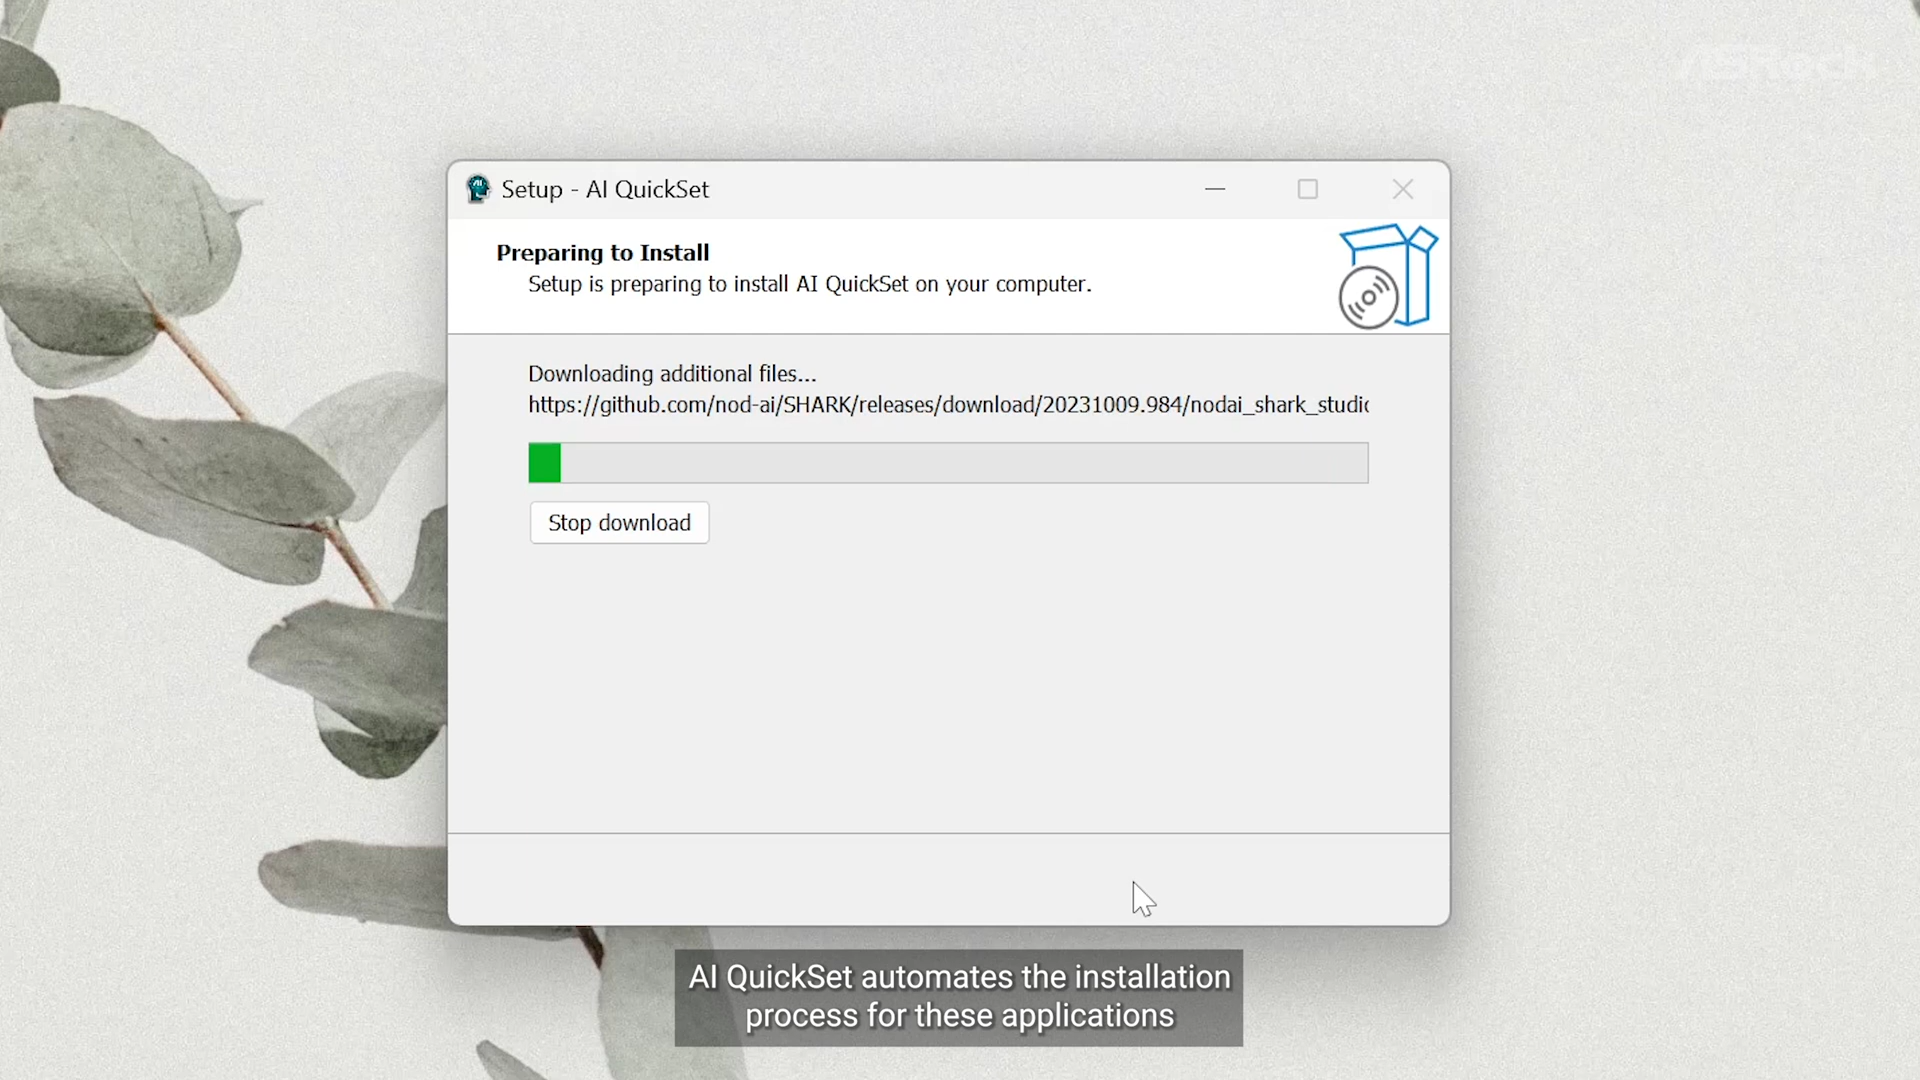 ASRock
Setup - AI QuickSet
Preparing to Install
Setup is preparing to install AI QuickSet on your computer.
Downloading additional files...
https://github.com/nod-ai/SHARK/releases/download/20231009.984/nodai_shark_studic
Stop download
AI QuickSet automates the installation
process for these applications